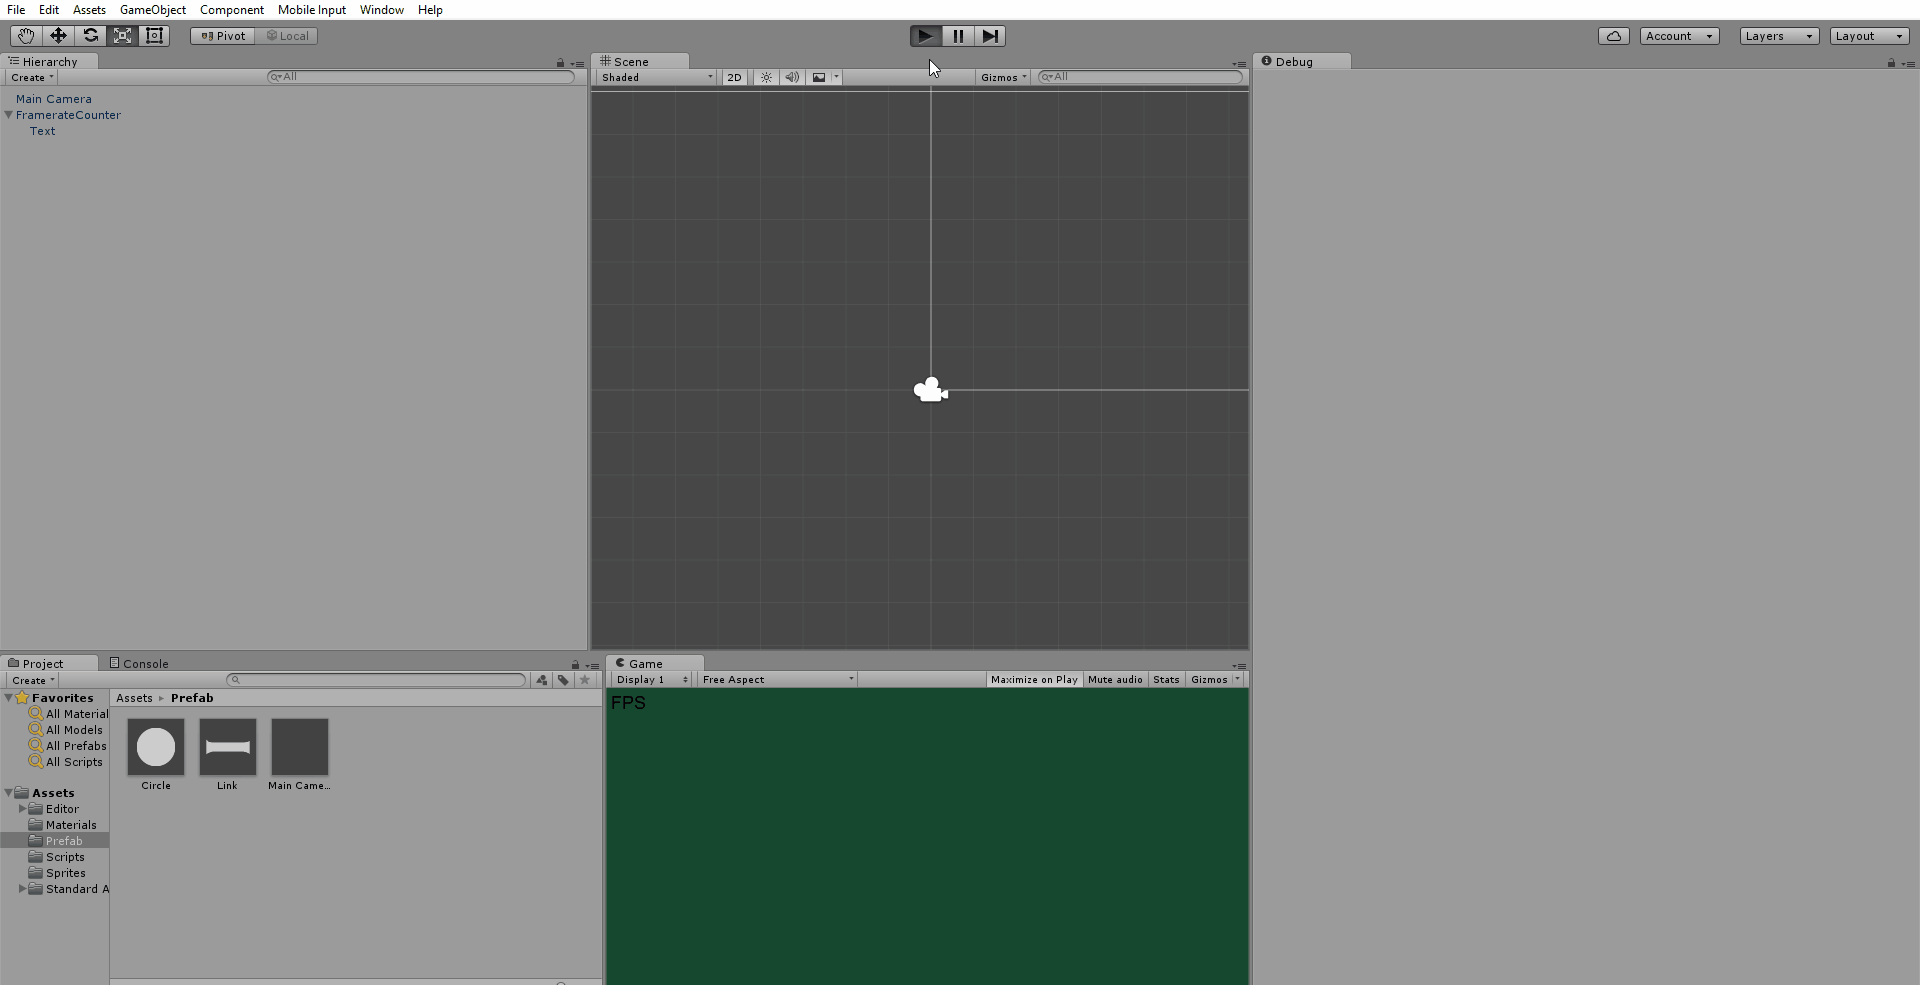 File Edit Assets GameObject Component Mobile Input Window Help
Pivot Local Account Layers Layout
Hierarchy Scene Debug
Create All Shaded 2D Gizmos All
Main Camera
FramerateCounter
Text
Project Console Game
Create Display 1 Free Aspect Maximize on Play Mute audio Stats Gizmos
Favorites Assets Prefab
FPS
All Material
All Models
All Prefabs
All Scripts
Circle Link Main Came...
Assets
Editor
Materials
Prefab
Scripts
Sprites
Standard A